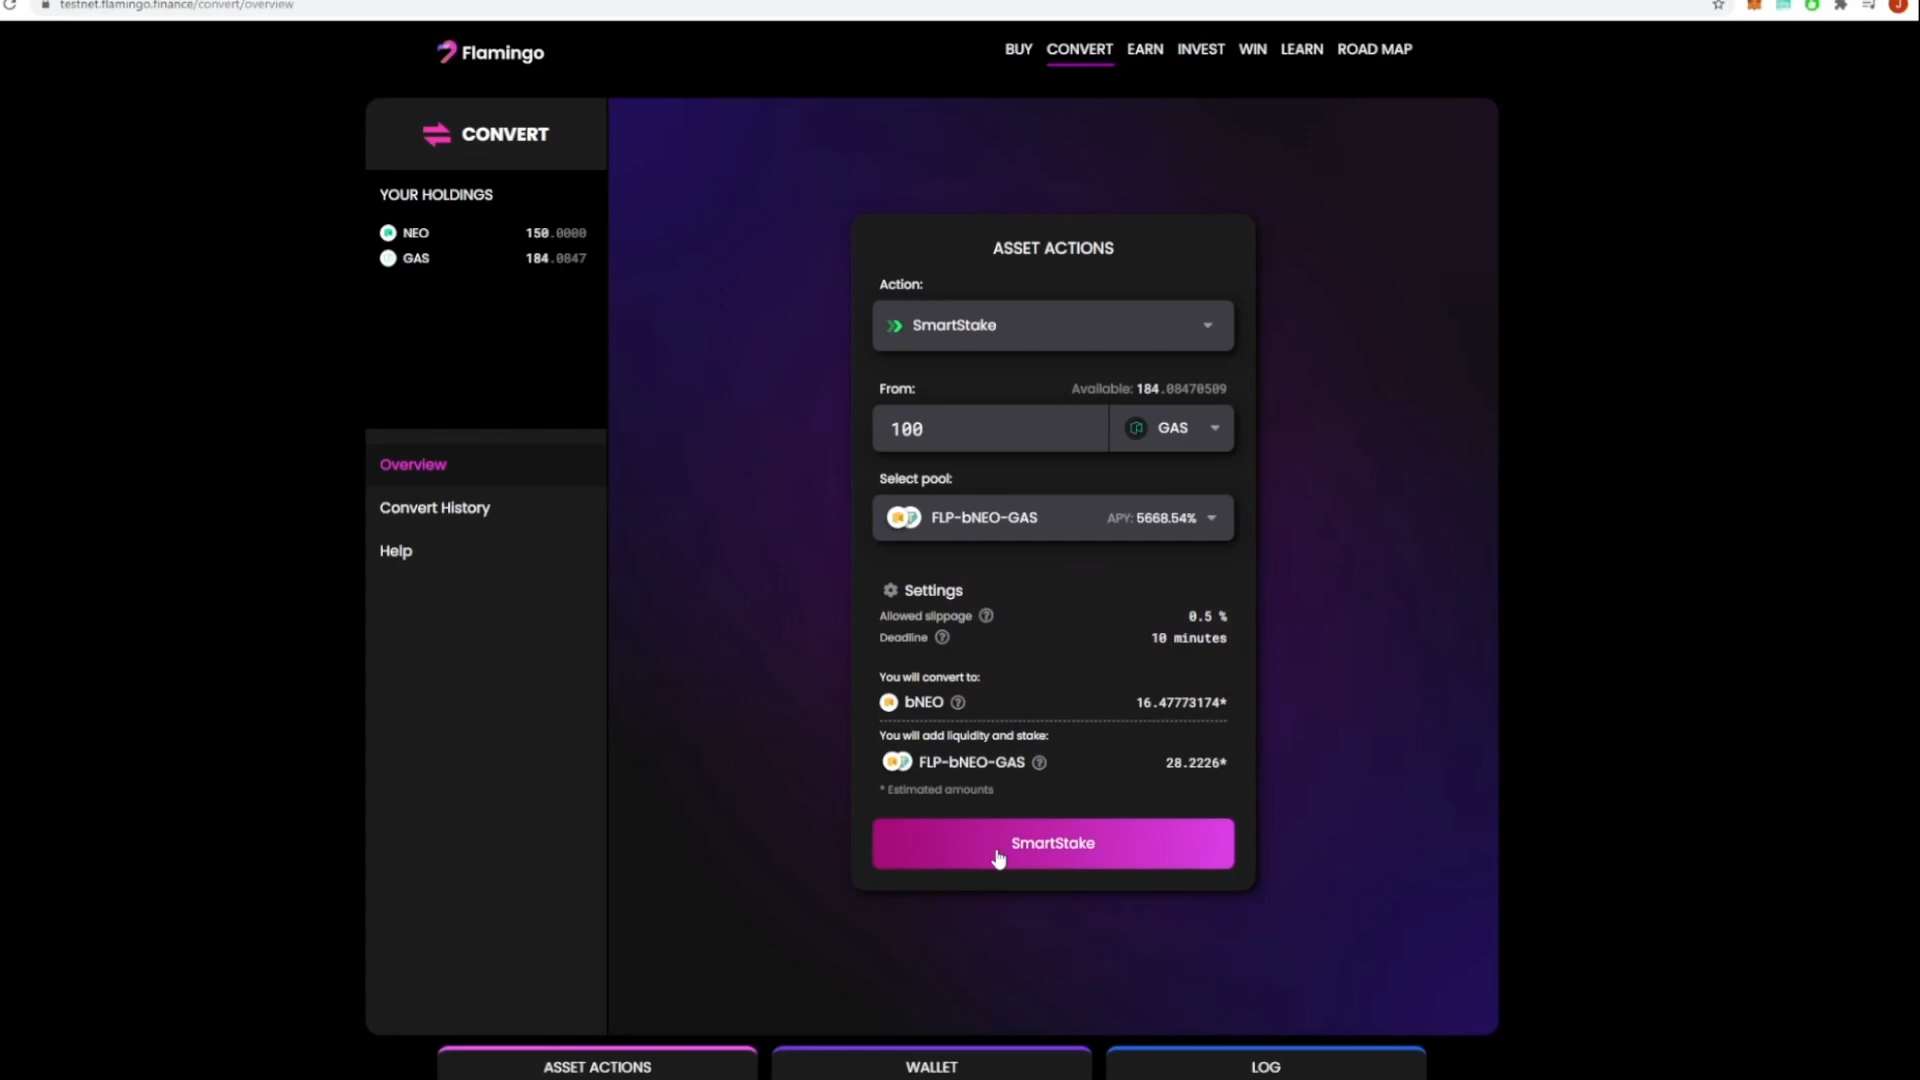 testnet.flamingo.finance/convert/overview
J
Flamingo
BUY CONVERT EARN INVEST WIN LEARN ROAD MAP
CONVERT
YOUR HOLDINGS
NEO 150.0000
GAS 184.0847
Overview
Convert History
Help
ASSET ACTIONS
Action:
SmartStake
From: Available: 184.08470509
100 GAS
Select pool:
FLP-bNEO-GAS APY: 5668.54%
Settings
Allowed slippage ? 0.5 %
Deadline ? 10 minutes
You will convert to:
bNEO ? 16.47773174*
You will add liquidity and stake:
FLP-bNEO-GAS ? 28.2226*
* Estimated amounts
SmartStake
ASSET ACTIONS WALLET LOG